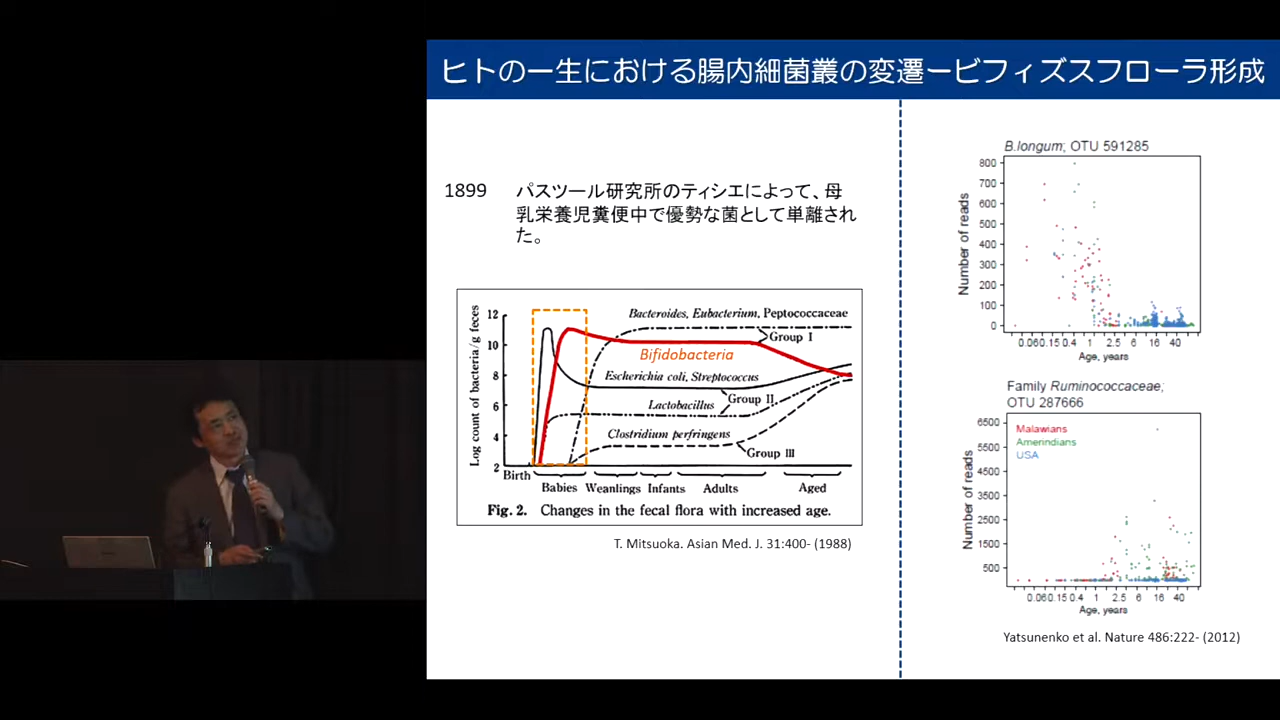 ヒトの一生における腸内細菌叢の変遷ービフィズスフローラ形成
1899 パスツール研究所のティシエによって、母
乳栄養児糞便中で優勢な菌として単離され
た。
Log count of bacteria/g feces
12
10
8
6
4
2
Bacteroides, Eubacterium, Peptococcaceae
Group I
Bifidobacteria
Escherichia coli, Streptococcus
Group II
Lactobacillus
Clostridium perfringens
Group III
Birth
Babies Weanlings Infants Adults Aged
Fig. 2. Changes in the fecal flora with increased age.
T. Mitsuoka. Asian Med. J. 31:400- (1988)
B.longum; OTU 591285
Number of reads
800
700
600
500
400
300
200
100
0
0.06 0.15 0.4 1 2.5 6 16 40
Age, years
Family Ruminococcaceae;
OTU 287666
Number of reads
6500
5500
4500
3500
2500
1500
500
Malawians
Amerindians
USA
0.06 0.15 0.4 1 2.5 6 16 40
Age, years
Yatsunenko et al. Nature 486:222- (2012)